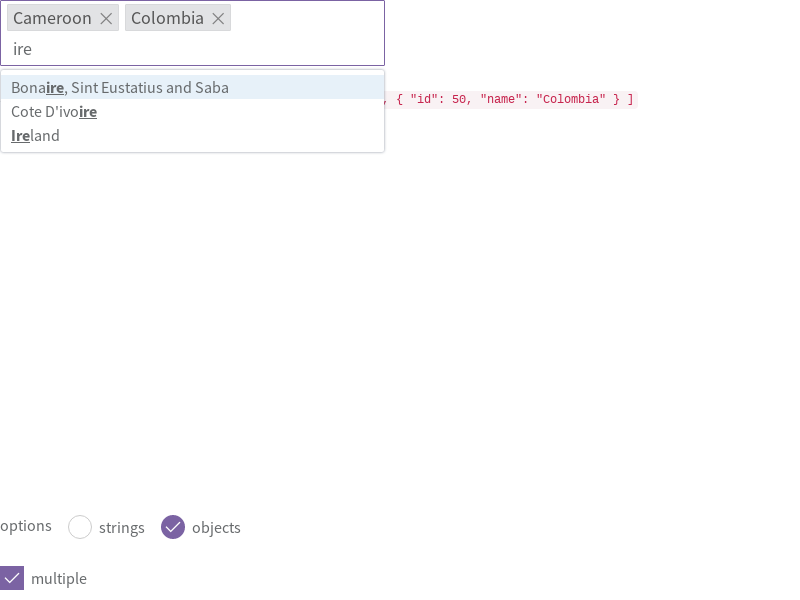 Cameroon Colombia
ire
Bonaire, Sint Eustatius and Saba
, { "id": 50, "name": "Colombia" } ]
Cote D'ivoire
Ireland
options strings objects
multiple